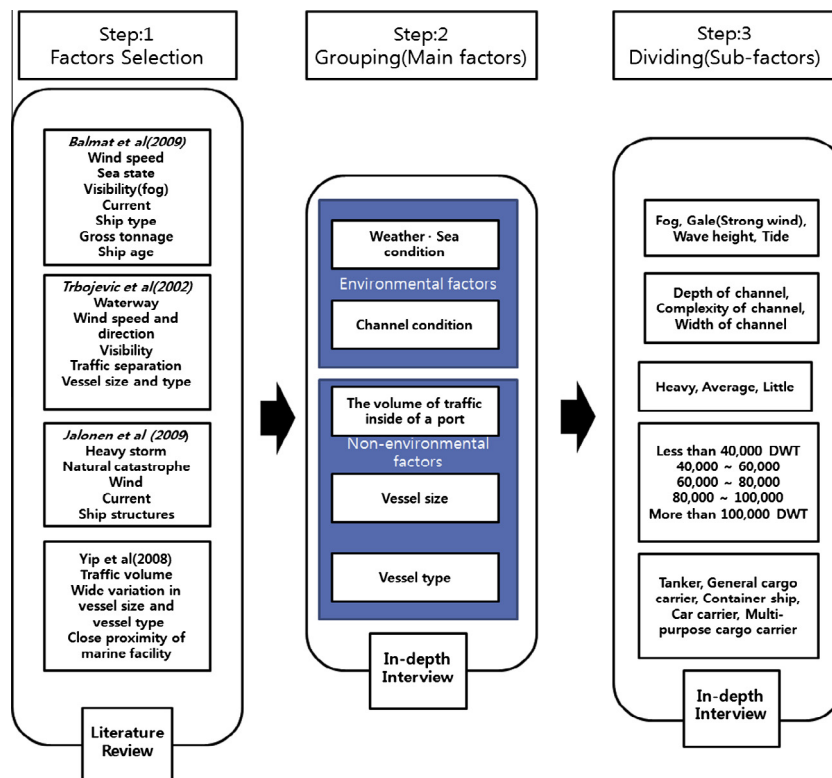 Step:1
Factors Selection
Balmat et al(2009)
Wind speed
Sea state
Visibility(fog)
Current
Ship type
Gross tonnage
Ship age
Trbojevic et al(2002)
Waterway
Wind speed and
direction
Visibility
Traffic separation
Vessel size and type
Jalonen et al (2009)
Heavy storm
Natural catastrophe
Wind
Current
Ship structures
Yip et al(2008)
Traffic volume
Wide variation in
vessel size and
vessel type
Close proximity of
marine facility
Literature
Review
Step:2
Grouping(Main factors)
Weather · Sea
condition
Environmental factors
Channel condition
The volume of traffic
inside of a port
Non-environmental
factors
Vessel size
Vessel type
In-depth
Interview
Step:3
Dividing(Sub-factors)
Fog, Gale(Strong wind),
Wave height, Tide
Depth of channel,
Complexity of channel,
Width of channel
Heavy, Average, Little
Less than 40,000 DWT
40,000 ~ 60,000
60,000 ~ 80,000
80,000 ~ 100,000
More than 100,000 DWT
Tanker, General cargo
carrier, Container ship,
Car carrier, Multi-
purpose cargo carrier
In-depth
Interview